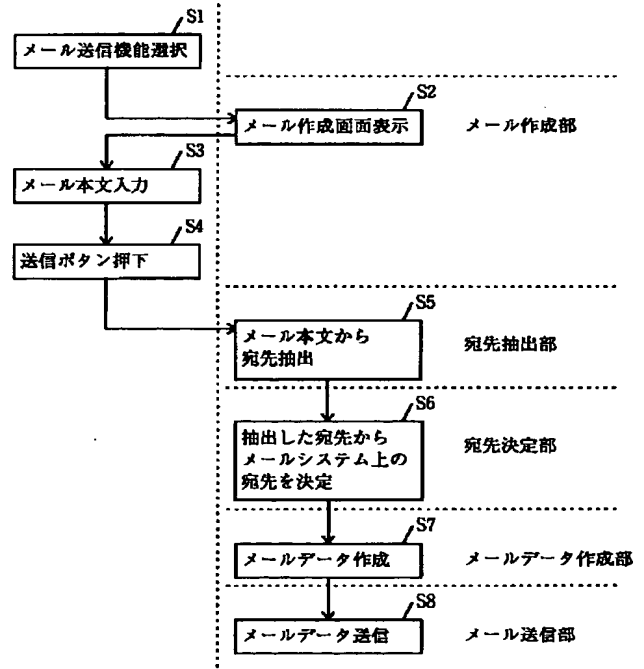 S1
メール送信機能選択
S2
メール作成画面表示
メール作成部
S3
メール本文入力
S4
送信ボタン押下
S5
メール本文から
宛先抽出
宛先抽出部
S6
抽出した宛先から
メールシステム上の
宛先を決定
宛先決定部
S7
メールデータ作成
メールデータ作成部
S8
メールデータ送信
メール送信部